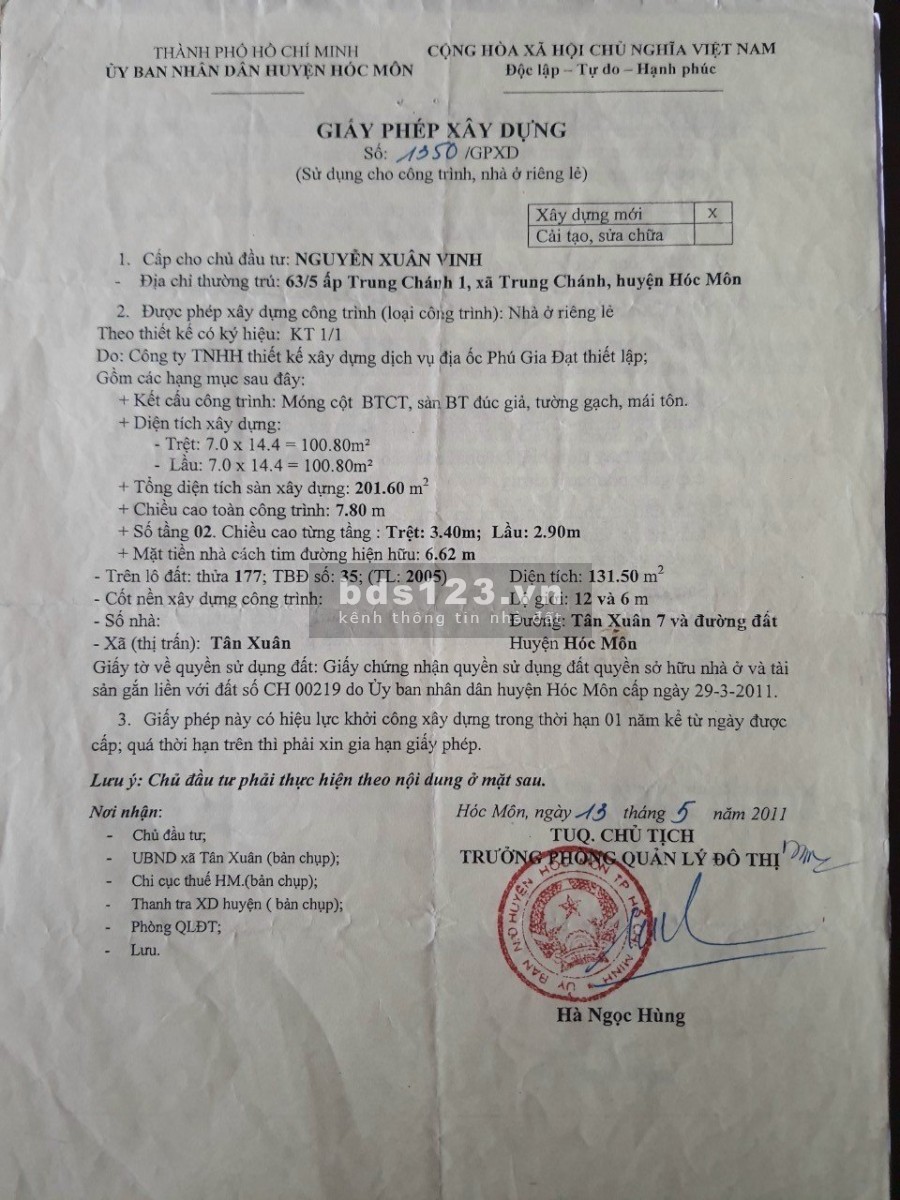 THÀNH PHỐ HỒ CHÍ MINH
ỦY BAN NHÂN DÂN HUYỆN HÓC MÔN
CỘNG HÒA XÃ HỘI CHỦ NGHĨA VIỆT NAM
Độc lập – Tự do – Hạnh phúc
GIẤY PHÉP XÂY DỰNG
Số: 1350 /GPXD
(Sử dụng cho công trình, nhà ở riêng lẻ)
Xây dựng mới X
Cải tạo, sửa chữa
1. Cấp cho chủ đầu tư: NGUYỄN XUÂN VINH
- Địa chỉ thường trú: 63/5 ấp Trung Chánh 1, xã Trung Chánh, huyện Hóc Môn
2. Được phép xây dựng công trình (loại công trình): Nhà ở riêng lẻ
Theo thiết kế có ký hiệu: KT 1/1
Do: Công ty TNHH thiết kế xây dựng dịch vụ địa ốc Phú Gia Đạt thiết lập;
Gồm các hạng mục sau đây:
+ Kết cấu công trình: Móng cột BTCT, sàn BT đúc giả, tường gạch, mái tôn.
+ Diện tích xây dựng:
- Trệt: 7.0 x 14.4 = 100.80m²
- Lầu: 7.0 x 14.4 = 100.80m²
+ Tổng diện tích sàn xây dựng: 201.60 m²
+ Chiều cao toàn công trình: 7.80 m
+ Số tầng 02. Chiều cao từng tầng : Trệt: 3.40m; Lầu: 2.90m
+ Mặt tiền nhà cách tim đường hiện hữu: 6.62 m
- Trên lô đất: thửa 177; TBĐ số: 35; (TL: 2005) Diện tích: 131.50 m²
- Cốt nền xây dựng công trình: Lộ giới: 12 và 6 m
bds123.vn
kênh thông tin nhà đất
- Số nhà: Đường: Tân Xuân 7 và đường đất
- Xã (thị trấn): Tân Xuân Huyện Hóc Môn
Giấy tờ về quyền sử dụng đất: Giấy chứng nhận quyền sử dụng đất quyền sở hữu nhà ở và tài
sản gắn liền với đất số CH 00219 do Ủy ban nhân dân huyện Hóc Môn cấp ngày 29-3-2011.
3. Giấy phép này có hiệu lực khởi công xây dựng trong thời hạn 01 năm kể từ ngày được
cấp; quá thời hạn trên thì phải xin gia hạn giấy phép.
Lưu ý: Chủ đầu tư phải thực hiện theo nội dung ở mặt sau.
Nơi nhận:
- Chủ đầu tư;
- UBND xã Tân Xuân (bản chụp);
- Chi cục thuế HM.(bản chụp);
- Thanh tra XD huyện ( bản chụp);
- Phòng QLĐT;
- Lưu.
Hóc Môn, ngày 13 tháng 5 năm 2011
TUQ. CHỦ TỊCH
TRƯỞNG PHÒNG QUẢN LÝ ĐÔ THỊ
Hà Ngọc Hùng